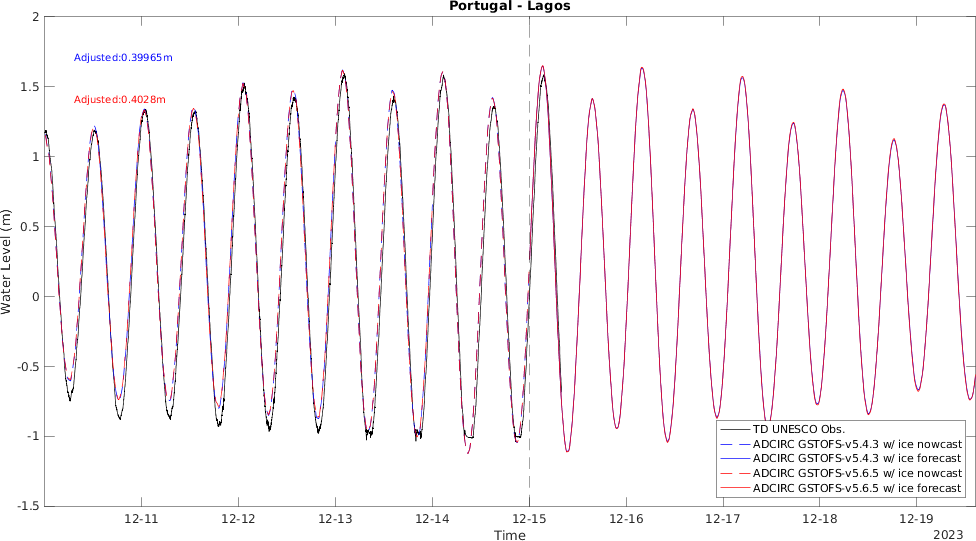 Portugal - Lagos
Adjusted:0.39965m
Adjusted:0.4028m
Water Level (m)
2
1.5
1
0.5
0
-0.5
-1
-1.5
TD UNESCO Obs.
ADCIRC GSTOFS-v5.4.3 w/ ice nowcast
ADCIRC GSTOFS-v5.4.3 w/ ice forecast
ADCIRC GSTOFS-v5.6.5 w/ ice nowcast
ADCIRC GSTOFS-v5.6.5 w/ ice forecast
12-11 12-12 12-13 12-14 12-15 12-16 12-17 12-18 12-19
Time
2023